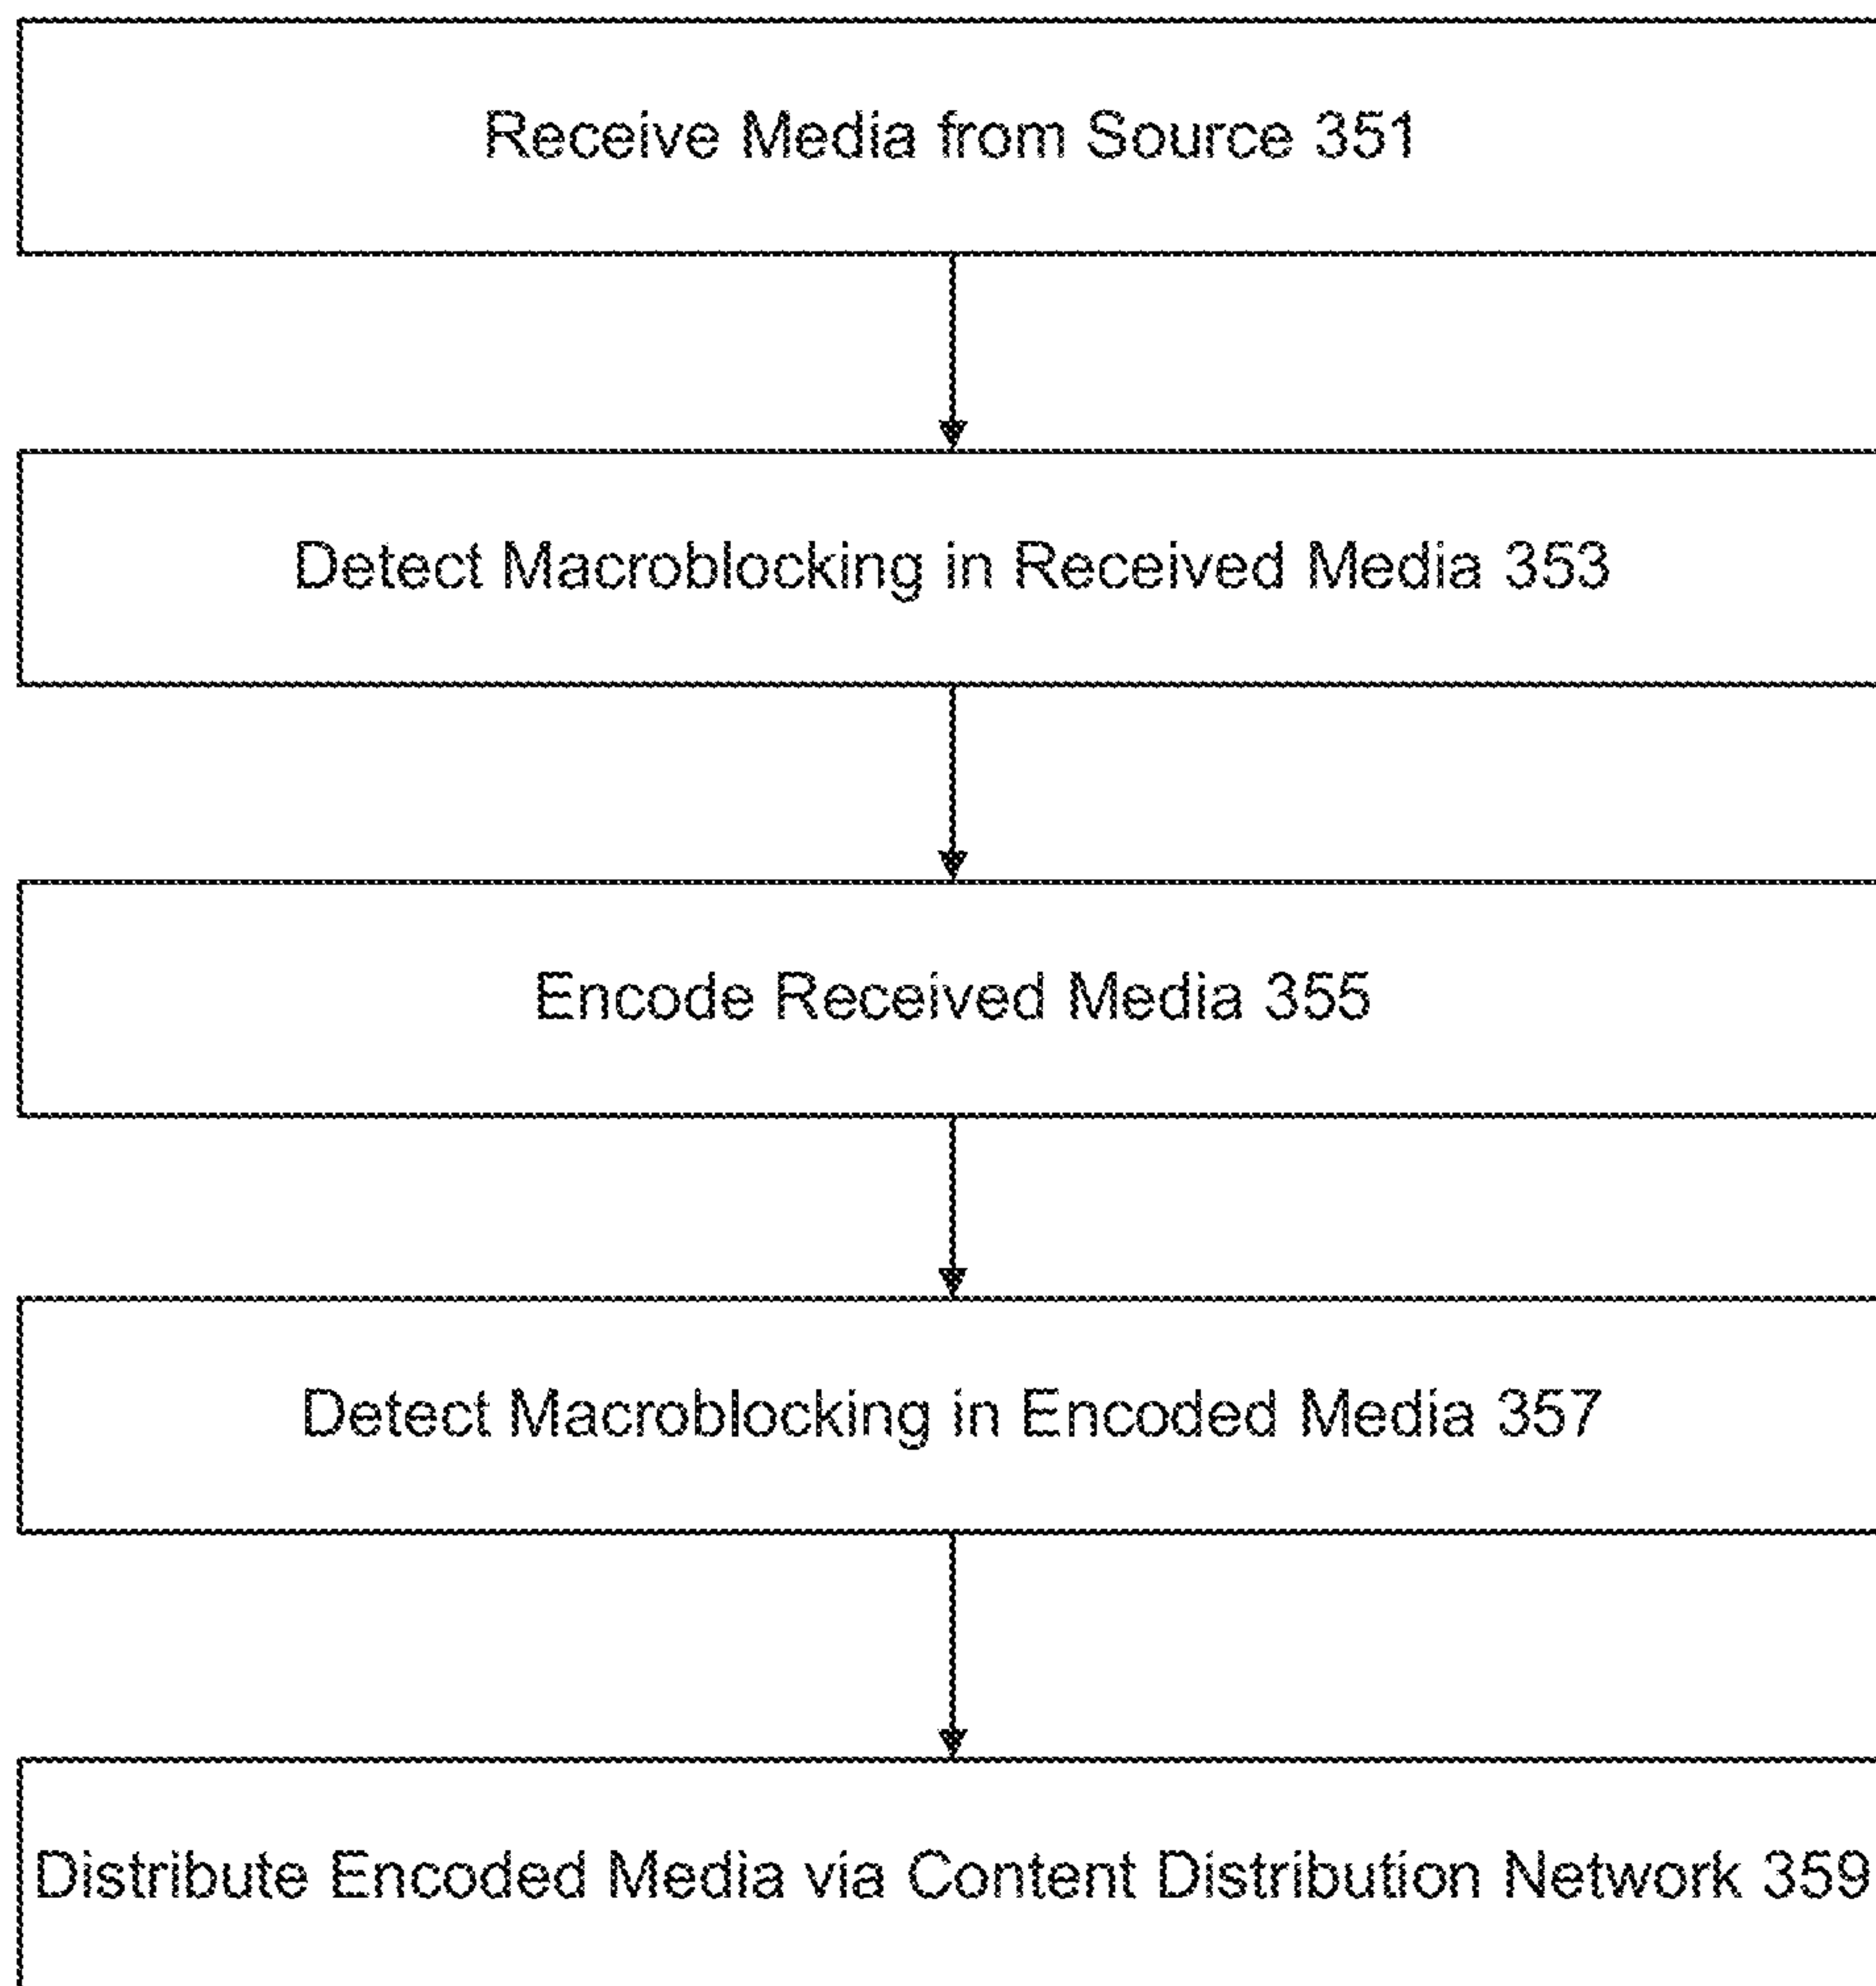 Receive Media from Source 351
Detect Macroblocking in Received Media 353
Encode Received Media 355
Detect Macroblocking in Encoded Media 357
Distribute Encoded Media via Content Distribution Network 359